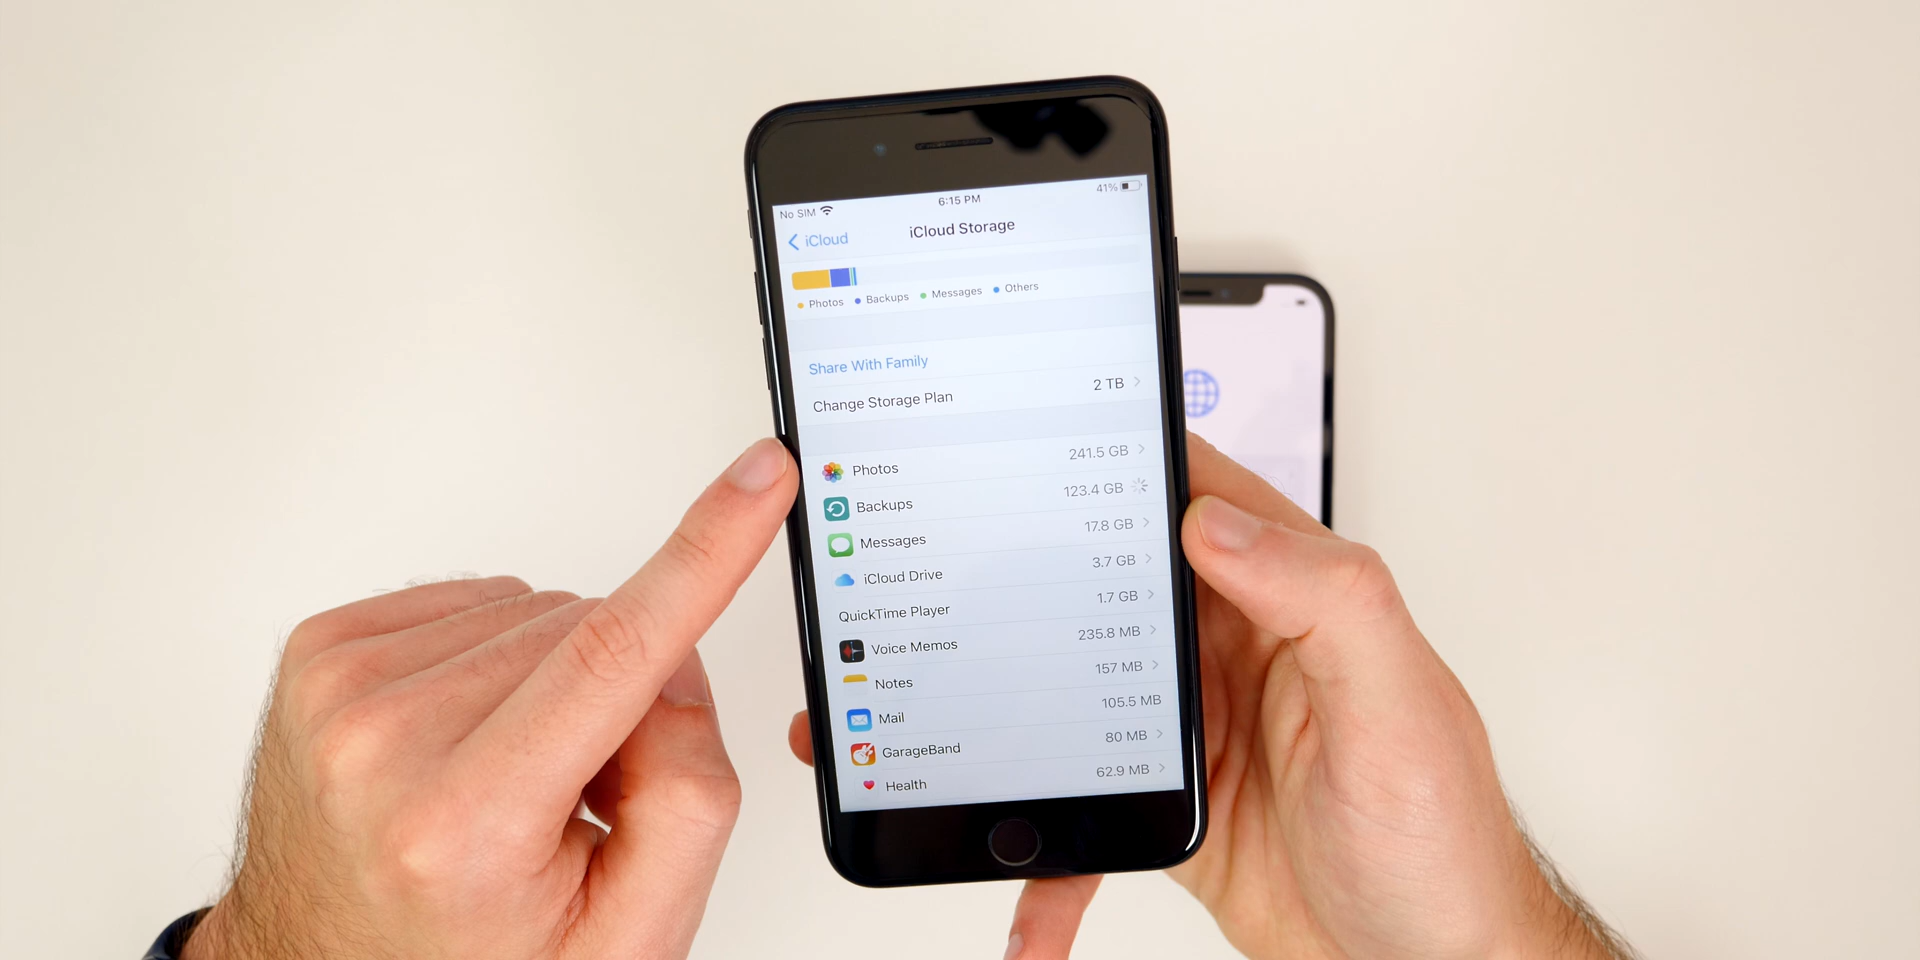 No SIM 6:15 PM 41%
iCloud iCloud Storage
Photos Backups Messages Others
Share With Family
Change Storage Plan 2 TB
Photos 241.5 GB
Backups 123.4 GB
Messages 17.8 GB
iCloud Drive 3.7 GB
QuickTime Player 1.7 GB
Voice Memos 235.8 MB
Notes 157 MB
Mail 105.5 MB
GarageBand 80 MB
Health 62.9 MB